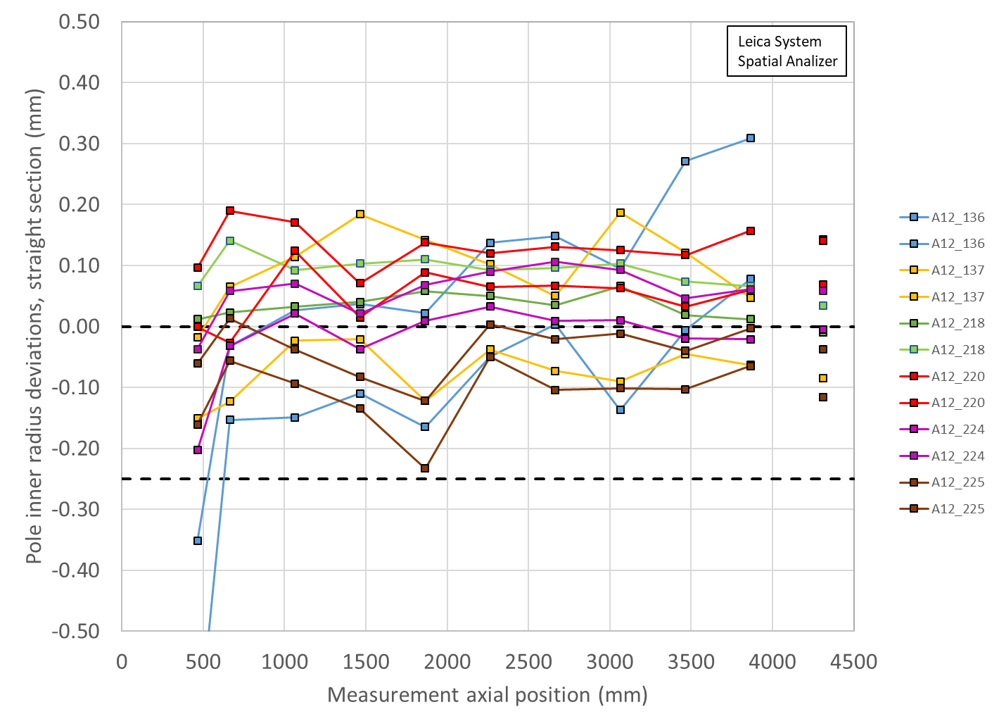 0.50
0.40
0.30
0.20
0.10
0.00
-0.10
-0.20
-0.30
-0.40
-0.50
Pole inner radius deviations, straight section (mm)
Leica System
Spatial Analizer
0 500 1000 1500 2000 2500 3000 3500 4000 4500
Measurement axial position (mm)
A12_136
A12_136
A12_137
A12_137
A12_218
A12_218
A12_220
A12_220
A12_224
A12_224
A12_225
A12_225